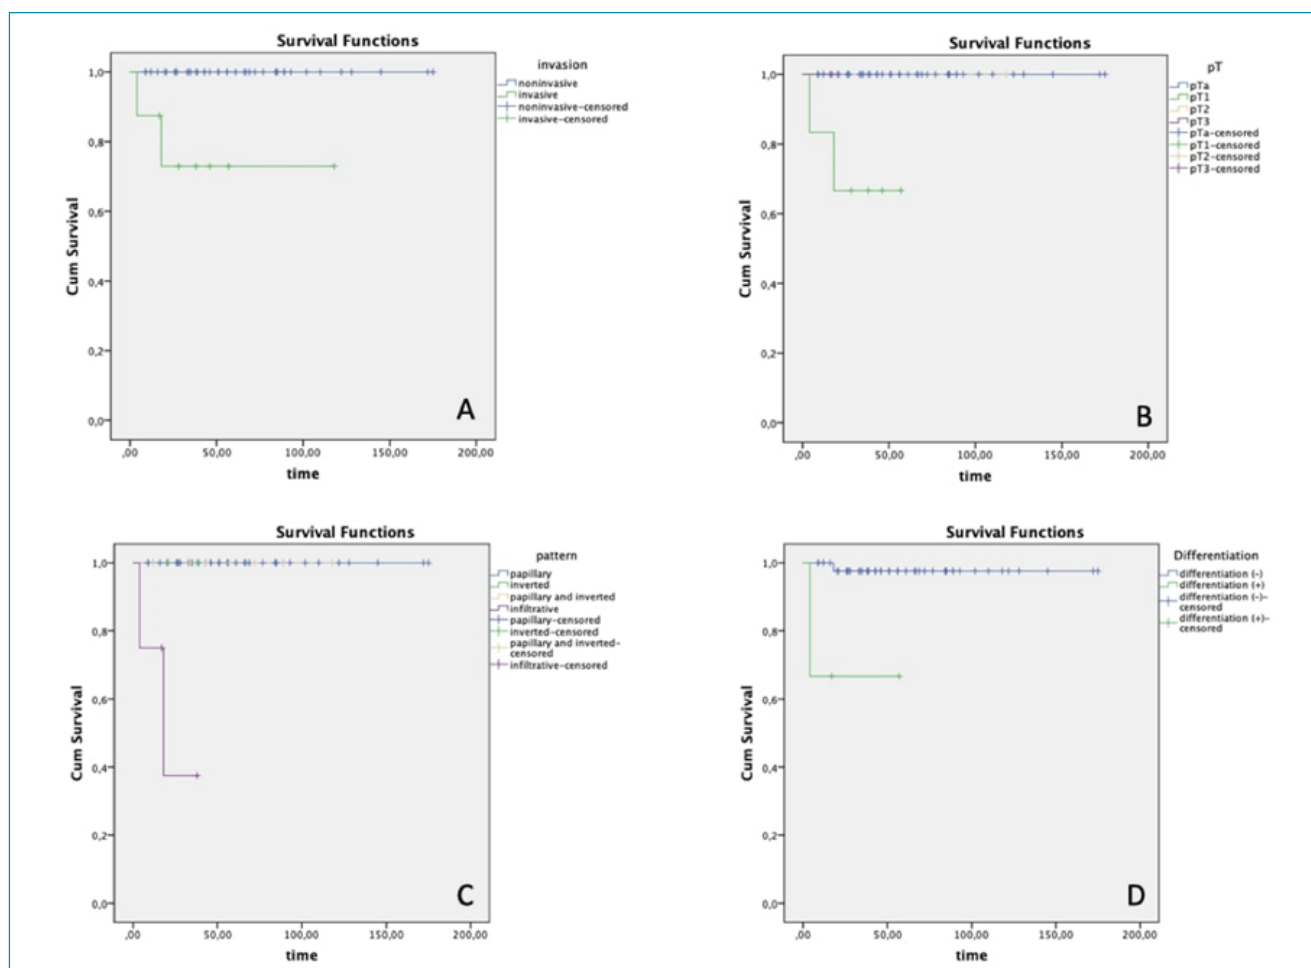 Survival Functions
Cum Survival
1,0
0,8
0,6
0,4
0,2
0,0
,00
50,00
100,00
150,00
200,00
time
invasion
noninvasive
invasive
noninvasive-censored
invasive-censored
A
Survival Functions
Cum Survival
1,0
0,8
0,6
0,4
0,2
0,0
,00
50,00
100,00
150,00
200,00
time
pT
pTa
pT1
pT2
pT3
pTa-censored
pT1-censored
pT2-censored
pT3-censored
B
Survival Functions
Cum Survival
1,0
0,8
0,6
0,4
0,2
0,0
,00
50,00
100,00
150,00
200,00
time
pattern
papillary
inverted
papillary and inverted
infiltrative
papillary-censored
inverted-censored
papillary and inverted-
censored
infiltrative-censored
C
Survival Functions
Cum Survival
1,0
0,8
0,6
0,4
0,2
0,0
,00
50,00
100,00
150,00
200,00
time
Differentiation
differentiation (-)
differentiation (+)
differentiation (-)-
censored
differentiation (+)-
censored
D